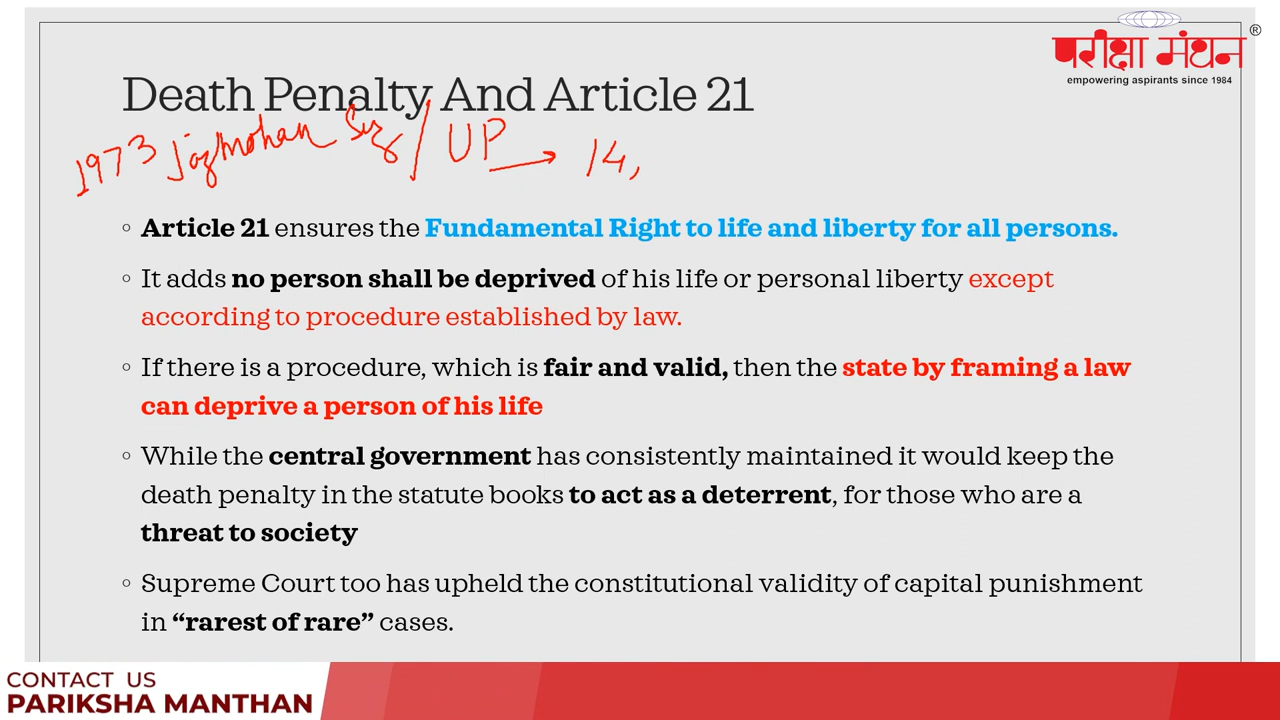 परीक्षा मंथन ®
empowering aspirants since 1984
Death Penalty And Article 21
1973 Jagmohan / UP → 14,
◦ Article 21 ensures the Fundamental Right to life and liberty for all persons.
◦ It adds no person shall be deprived of his life or personal liberty except
according to procedure established by law.
◦ If there is a procedure, which is fair and valid, then the state by framing a law
can deprive a person of his life
◦ While the central government has consistently maintained it would keep the
death penalty in the statute books to act as a deterrent, for those who are a
threat to society
◦ Supreme Court too has upheld the constitutional validity of capital punishment
in “rarest of rare” cases.
CONTACT US
PARIKSHA MANTHAN